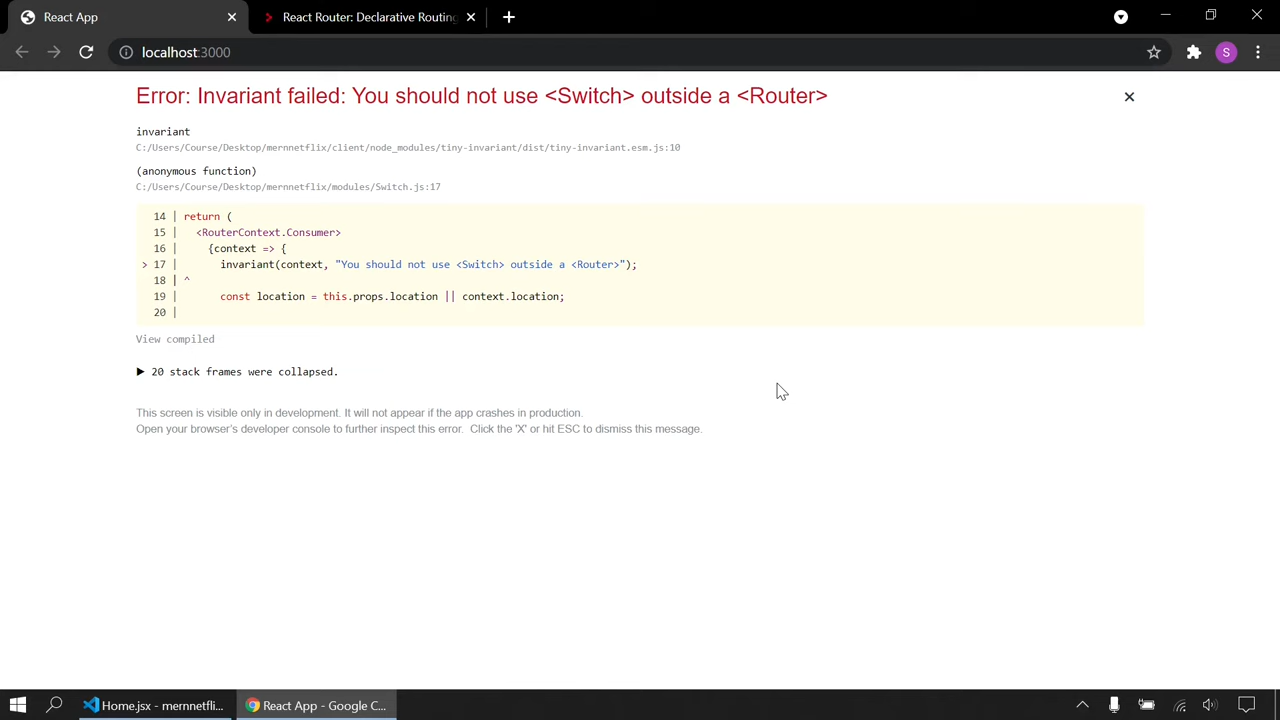 React App
React Router: Declarative Routing
localhost:3000
S
Error: Invariant failed: You should not use <Switch> outside a <Router>
invariant
C:/Users/Course/Desktop/mernnetflix/client/node_modules/tiny-invariant/dist/tiny-invariant.esm.js:10
(anonymous function)
C:/Users/Course/Desktop/mernnetflix/modules/Switch.js:17
14 | return (
15 |   <RouterContext.Consumer>
16 |     {context => {
> 17 |       invariant(context, "You should not use <Switch> outside a <Router>");
18 | ^
19 |       const location = this.props.location || context.location;
20 |
View compiled
▶ 20 stack frames were collapsed.
This screen is visible only in development. It will not appear if the app crashes in production.
Open your browser's developer console to further inspect this error.  Click the 'X' or hit ESC to dismiss this message.
Home.jsx - mernnetfli...
React App - Google C...